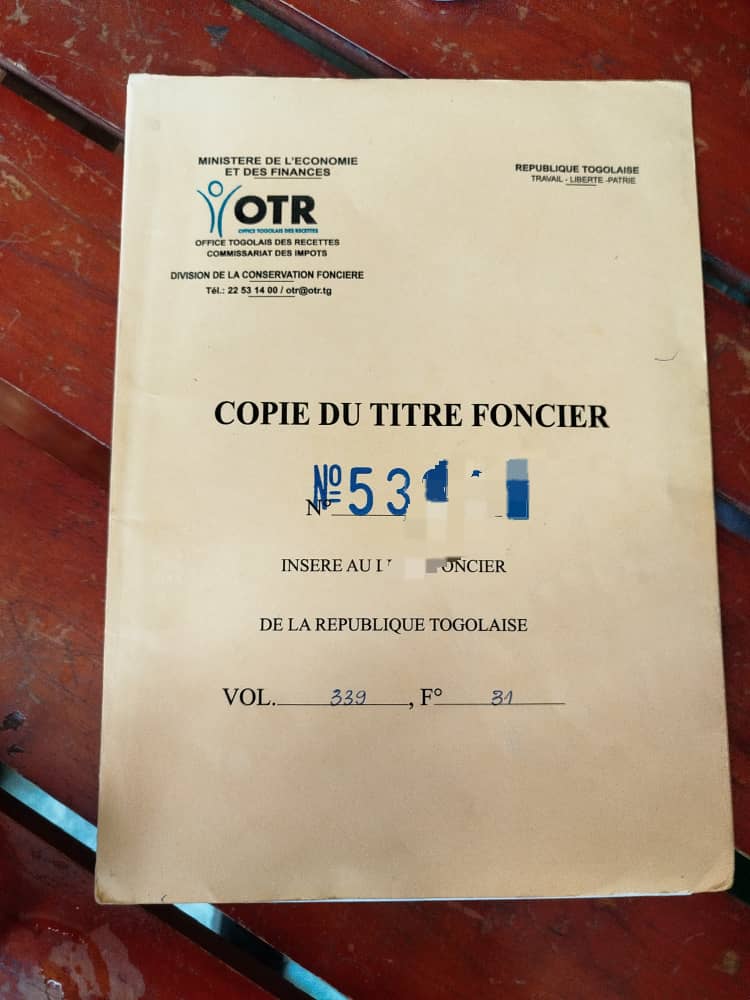 MINISTERE DE L'ECONOMIE
ET DES FINANCES
OTR
OFFICE TOGOLAIS DES RECETTES
OFFICE TOGOLAIS DES RECETTES
COMMISSARIAT DES IMPOTS
DIVISION DE LA CONSERVATION FONCIERE
Tél.: 22 53 14 00 / otr@otr.tg
REPUBLIQUE TOGOLAISE
TRAVAIL - LIBERTE -PATRIE
COPIE DU TITRE FONCIER
Nº 53
N°
INSERE AU
DE LA REPUBLIQUE TOGOLAISE
VOL. 339, F° 31